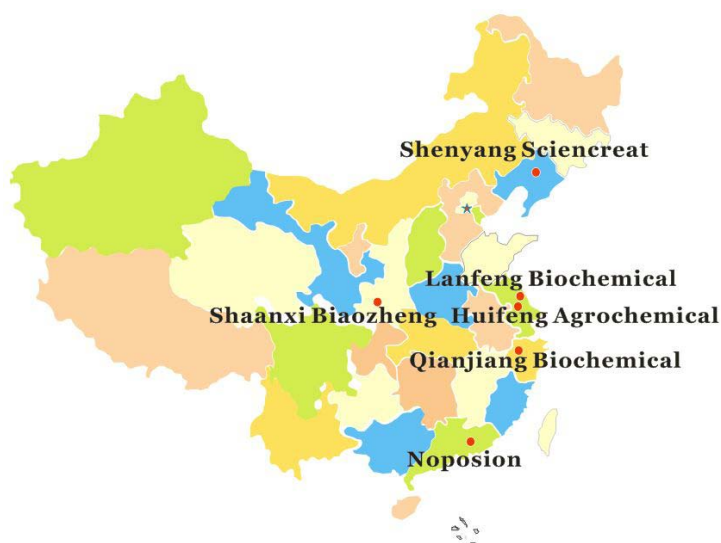 Shenyang Sciencreat
Lanfeng Biochemical
Shaanxi Biaozheng Huifeng Agrochemical
Qianjiang Biochemical
Noposion